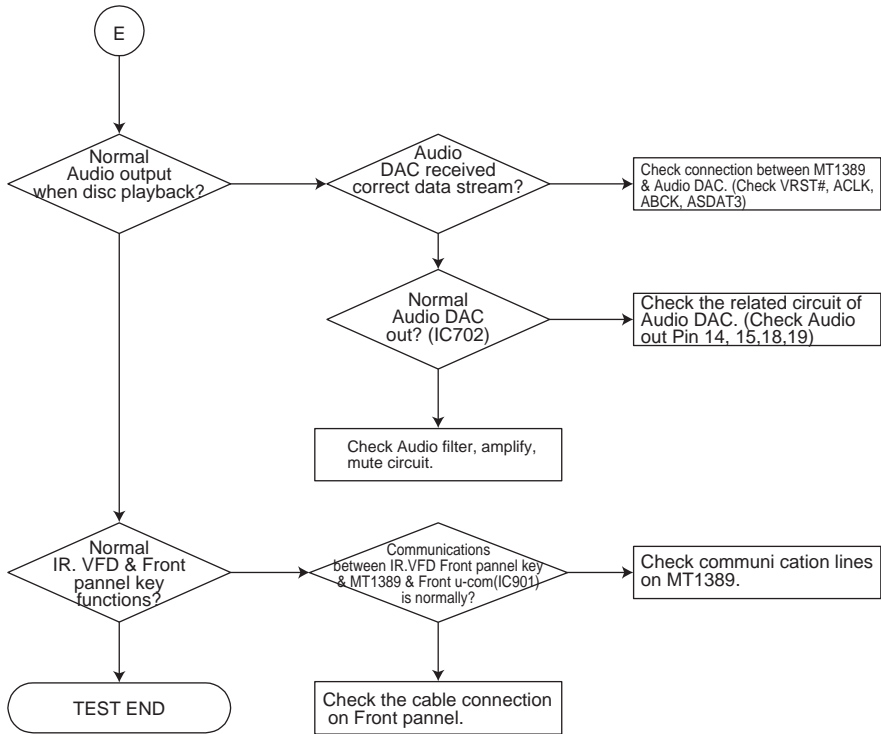 E
Normal
Audio output
when disc playback?
Audio
DAC received
correct data stream?
Check connection between MT1389
& Audio DAC. (Check VRST#, ACLK,
ABCK, ASDAT3)
Normal
Audio DAC
out? (IC702)
Check the related circuit of
Audio DAC. (Check Audio
out Pin 14, 15,18,19)
Check Audio filter, amplify,
mute circuit.
Normal
IR. VFD & Front
pannel key
functions?
Communications
between IR.VFD Front pannel key
& MT1389 & Front u-com(IC901)
is normally?
Check communi cation lines
on MT1389.
TEST END
Check the cable connection
on Front pannel.